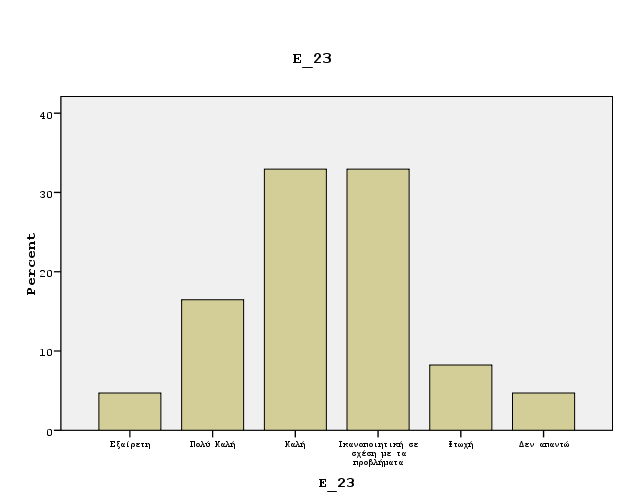 E_23
40
30
20
10
0
Percent
Εξαίρετη
Πολύ Καλή
Καλή
Ικανοποιητική σε
σχέση με τα
προβλήματα
Φτωχή
Δεν απαντώ
E_23